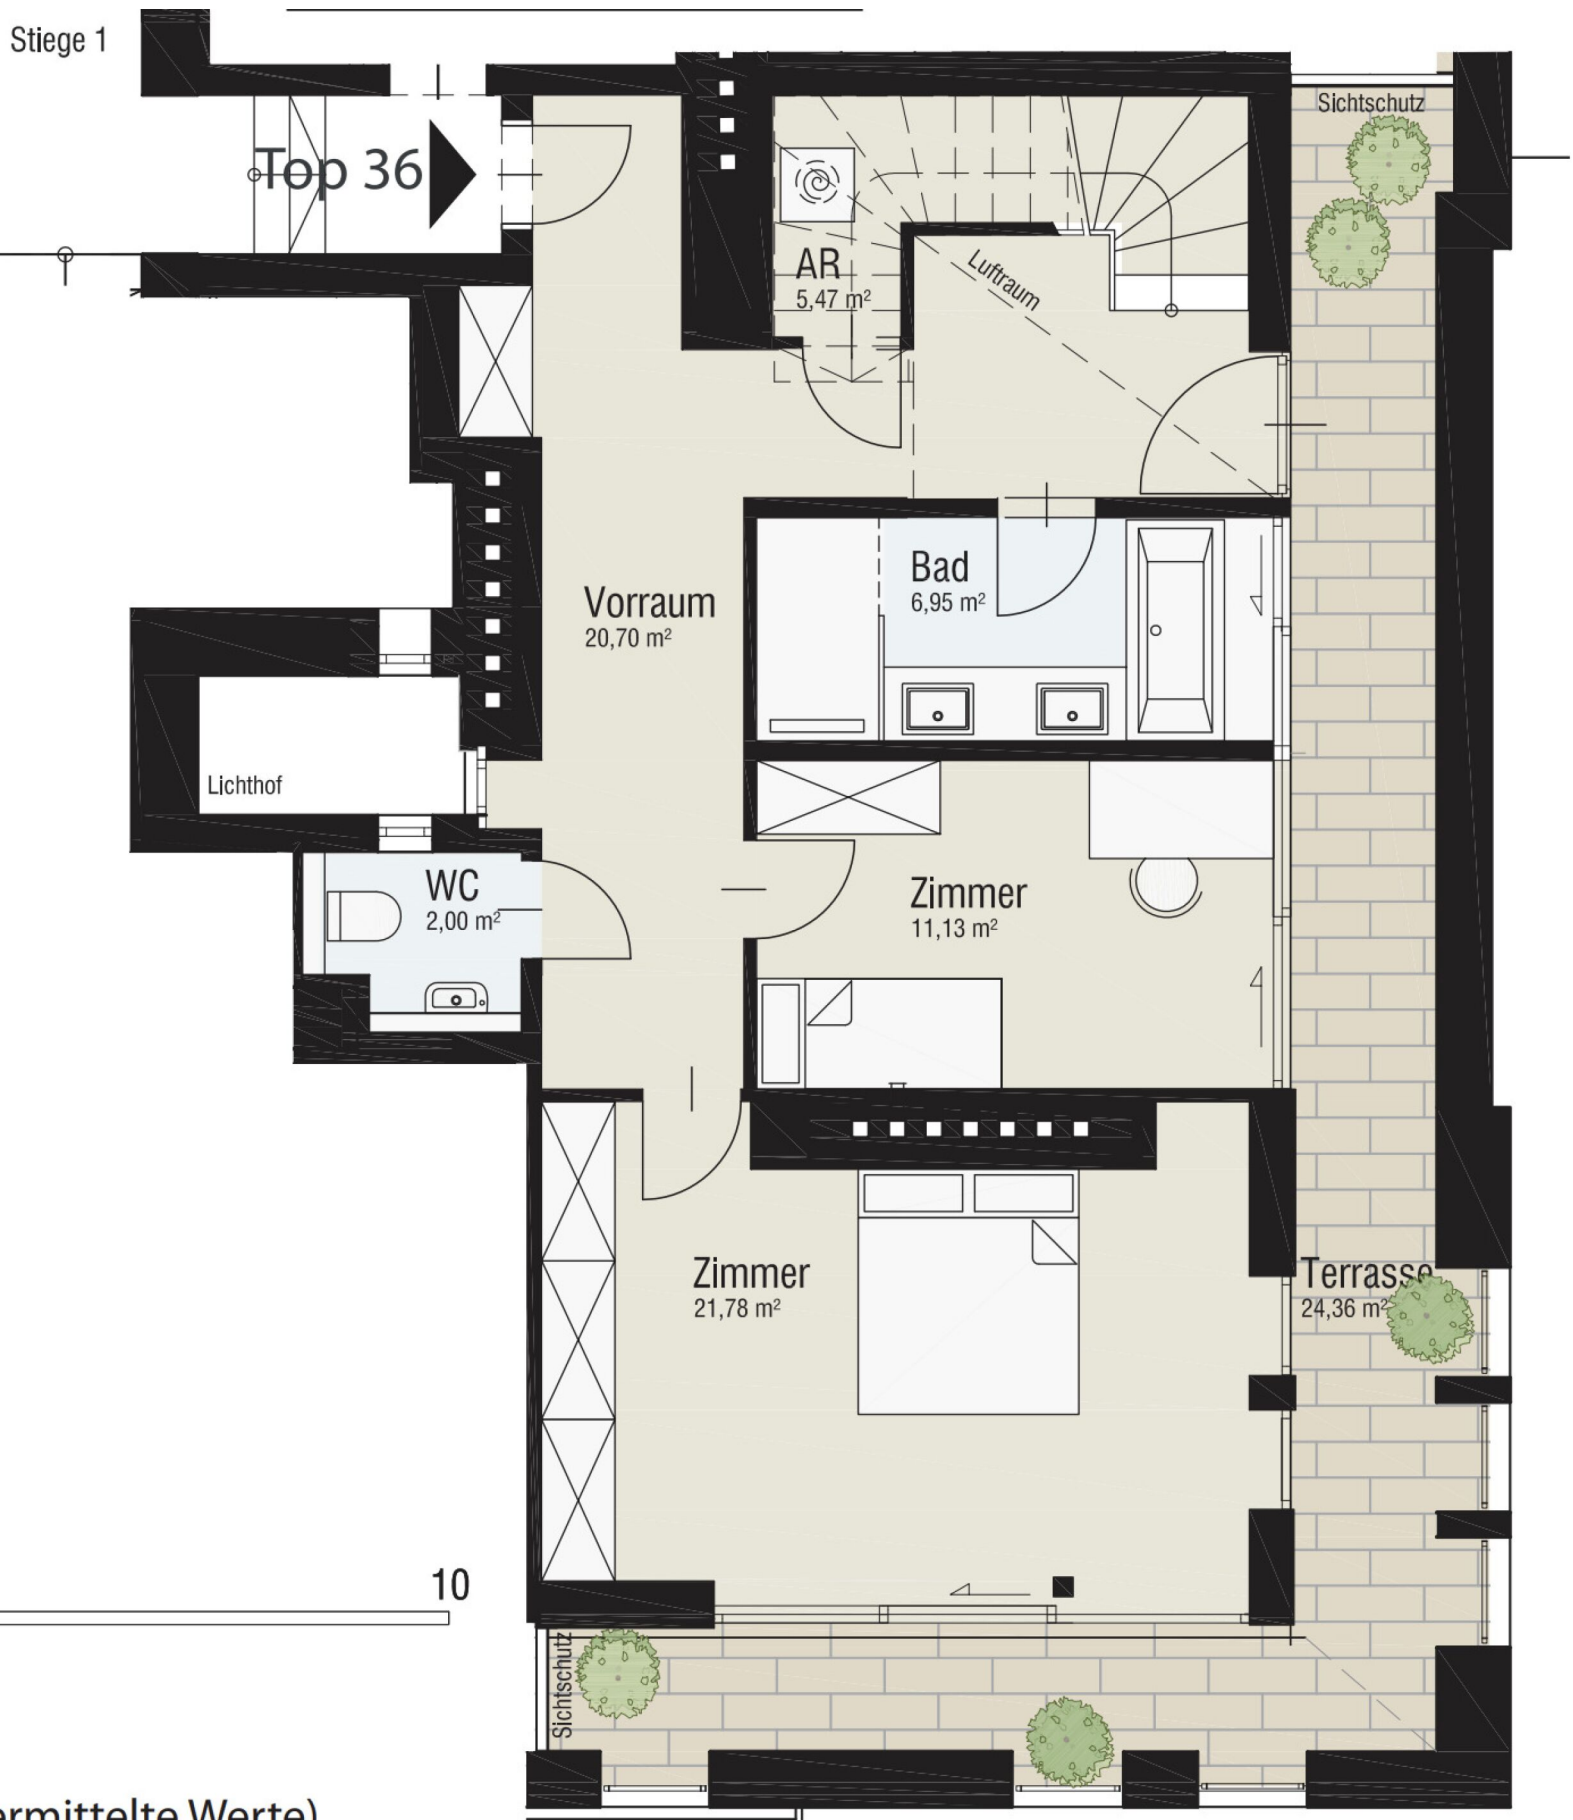 Stiege 1
Sichtschutz
Top 36
AR
5,47 m²
Luftraum
Bad
6,95 m²
Vorraum
20,70 m²
Lichthof
WC
2,00 m²
Zimmer
11,13 m²
Zimmer
21,78 m²
Terrasse
24,36 m²
10
Sichtschutz
ermittelte Werte)